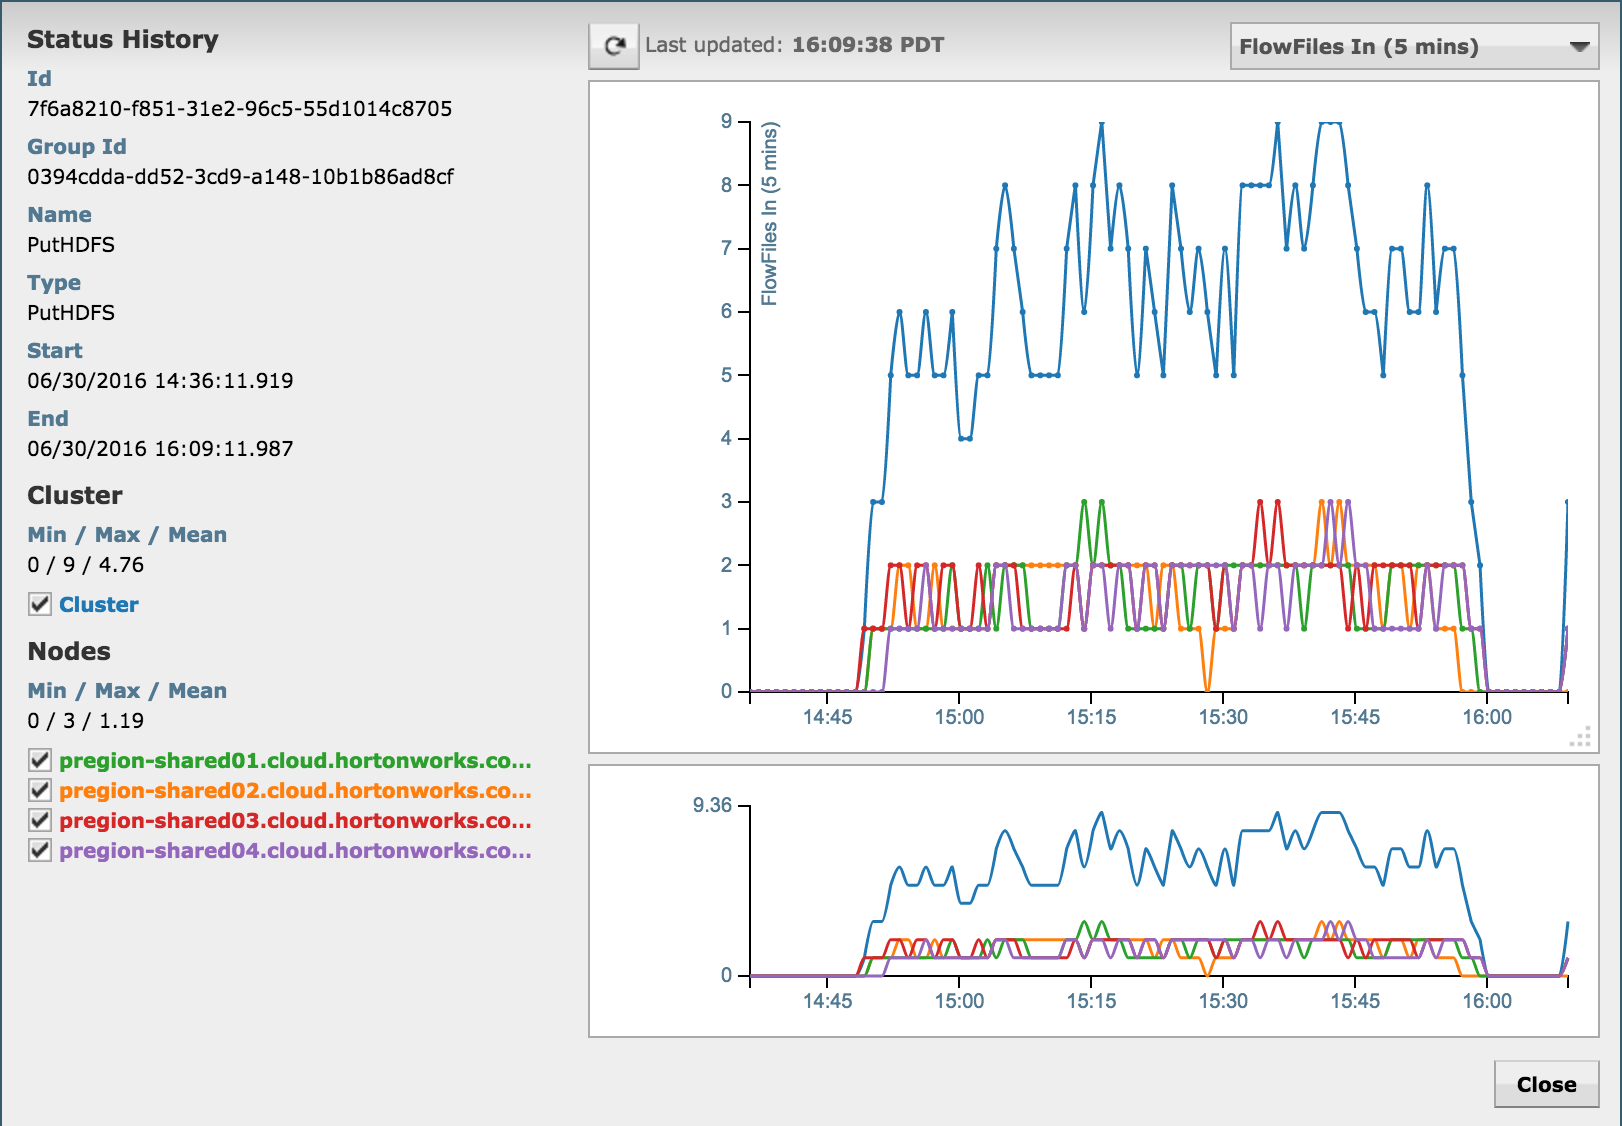 Status History
Id
7f6a8210-f851-31e2-96c5-55d1014c8705
Group Id
0394cdda-dd52-3cd9-a148-10b1b86ad8cf
Name
PutHDFS
Type
PutHDFS
Start
06/30/2016 14:36:11.919
End
06/30/2016 16:09:11.987
Cluster
Min / Max / Mean
0 / 9 / 4.76
Cluster
Nodes
Min / Max / Mean
0 / 3 / 1.19
pregion-shared01.cloud.hortonworks.co...
pregion-shared02.cloud.hortonworks.co...
pregion-shared03.cloud.hortonworks.co...
pregion-shared04.cloud.hortonworks.co...
Last updated: 16:09:38 PDT
FlowFiles In (5 mins)
FlowFiles In (5 mins)
9
8
7
6
5
4
3
2
1
0
14:45 15:00 15:15 15:30 15:45 16:00
9.36
0
14:45 15:00 15:15 15:30 15:45 16:00
Close